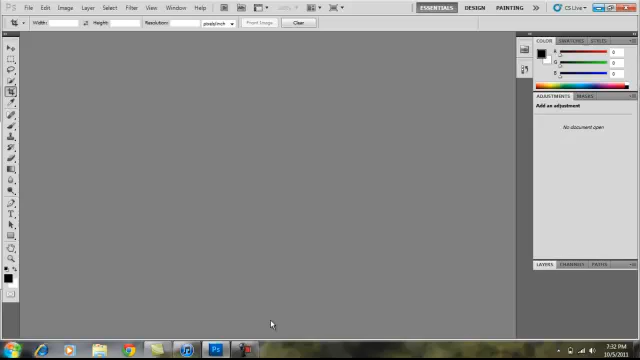 Ps File Edit Image Layer Select Filter View Window Help ESSENTIALS DESIGN PAINTING CS Live
Width: Height: Resolution: pixels/inch Front Image Clear
COLOR SWATCHES STYLES
R 0
G 0
B 0
ADJUSTMENTS MASKS
Add an adjustment
No document open
LAYERS CHANNELS PATHS
Ps
7:32 PM
10/5/2011